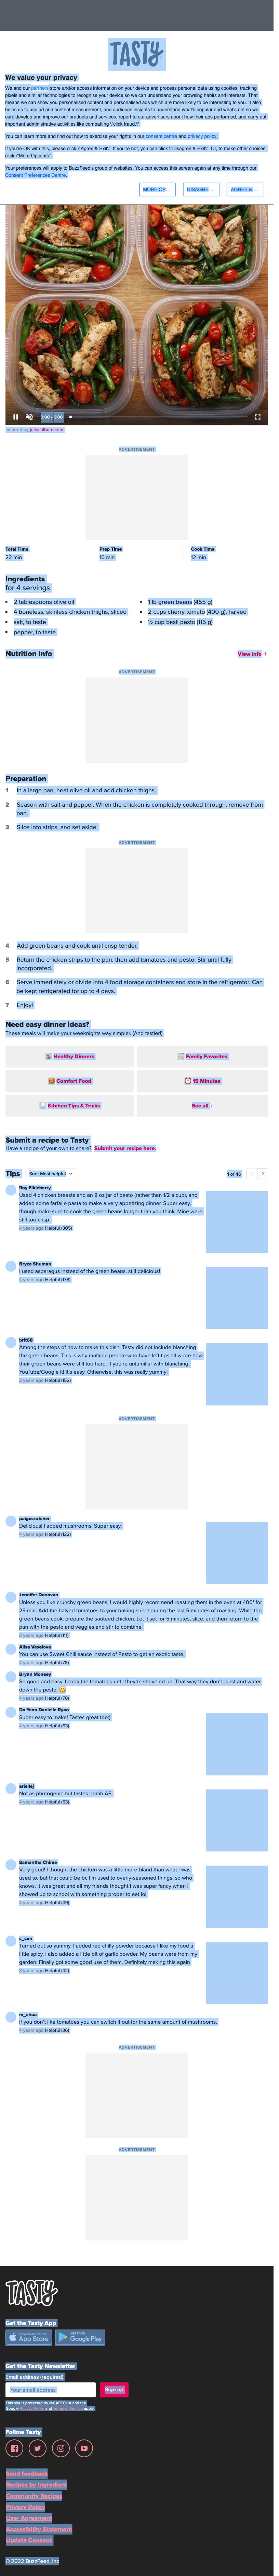 TASTY
We value your privacy
We and our partners store and/or access information on your device and process personal data using cookies, tracking
pixels and similar technologies to recognise your device so we can understand your browsing habits and interests. That
means we can show you personalised content and personalised ads which are more likely to be interesting to you. It also
helps us to use ad and content measurement, and audience insights to understand what's popular and what's not so we
can: develop and improve our products and services, report to our advertisers about how their ads performed, and carry out
important administrative activities like combatting \"click fraud.\"
You can learn more and find out how to exercise your rights in our consent centre and privacy policy.
If you're OK with this, please click \"Agree & Exit\". If you're not, you can click \"Disagree & Exit\". Or, to make other choices,
click \"More Options\".
Your preferences will apply to BuzzFeed's group of websites. You can access this screen again at any time through our
Consent Preferences Centre.
MORE OP... DISAGRE... AGREE &...
0:00 / 0:00
Inspired by juliasalbum.com
ADVERTISEMENT
Total Time Prep Time Cook Time
22 min 10 min 12 min
Ingredients
for 4 servings
• 2 tablespoons olive oil
• 4 boneless, skinless chicken thighs, sliced
• salt, to taste
• pepper, to taste
• 1 lb green beans (455 g)
• 2 cups cherry tomato (400 g), halved
• ½ cup basil pesto (115 g)
Nutrition Info View Info +
ADVERTISEMENT
Preparation
1 In a large pan, heat olive oil and add chicken thighs.
2 Season with salt and pepper. When the chicken is completely cooked through, remove from
pan.
3 Slice into strips, and set aside.
ADVERTISEMENT
4 Add green beans and cook until crisp tender.
5 Return the chicken strips to the pan, then add tomatoes and pesto. Stir until fully
incorporated.
6 Serve immediately or divide into 4 food storage containers and store in the refrigerator. Can
be kept refrigerated for up to 4 days.
7 Enjoy!
Need easy dinner ideas?
These meals will make your weeknights way simpler. (And tastier!)
Healthy Dinners Family Favorites
Comfort Food 15 Minutes
Kitchen Tips & Tricks See all ›
Submit a recipe to Tasty
Have a recipe of your own to share? Submit your recipe here.
Tips Sort: Most helpful 1 of 46
Roy Eikleberry
Used 4 chicken breasts and an 8 oz jar of pesto (rather than 1/2 a cup), and
added some farfalle pasta to make a very appetizing dinner. Super easy,
though make sure to cook the green beans longer than you think. Mine were
still too crisp.
4 years ago Helpful (305)
Bryce Shuman
I used asparagus instead of the green beans, still delicious!
4 years ago Helpful (178)
brit68
Among the steps of how to make this dish, Tasty did not include blanching
the green beans. This is why multiple people who have left tips all wrote how
their green beans were still too hard. If you're unfamiliar with blanching,
YouTube/Google it! It's easy. Otherwise, this was really yummy!
3 years ago Helpful (152)
ADVERTISEMENT
paigecrutcher
Delicious! I added mushrooms. Super easy.
4 years ago Helpful (122)
Jennifer Donovan
Unless you like crunchy green beans, I would highly recommend roasting them in the oven at 400° for
25 min. Add the halved tomatoes to your baking sheet during the last 5 minutes of roasting. While the
green beans cook, prepare the sautéed chicken. Let it set for 5 minutes, slice, and then return to the
pan with the pesto and veggies and stir to combine.
3 years ago Helpful (111)
Alisa Veselova
You can use Sweet Chili sauce instead of Pesto to get an exotic taste.
4 years ago Helpful (78)
Brynn Monsey
So good and easy. I cook the tomatoes until they're shriveled up. That way they don't burst and water
down the pesto. 😋
4 years ago Helpful (70)
Da Yeon Danielle Byoo
Super easy to make! Tastes great too:)
4 years ago Helpful (63)
ariellej
Not as photogenic but tastes bomb AF.
4 years ago Helpful (53)
Samantha Chima
Very good! I thought the chicken was a little more bland than what I was
used to, but that could be bc I'm used to overly-seasoned things, so who
knows. It was great and all my friends thought I was super fancy when I
showed up to school with something proper to eat lol
4 years ago Helpful (49)
Turned out so yummy. I added red chilly powder because I like my food a
little spicy, I also added a little bit of garlic powder. My beans were from my
garden. Finally got some good use of them. Definitely making this again
3 years ago Helpful (42)
m_chua
If you don't like tomatoes you can switch it out for the same amount of mushrooms.
4 years ago Helpful (36)
ADVERTISEMENT
ADVERTISEMENT
TASTY
Get the Tasty App
Download on the App Store GET IT ON Google Play
Get the Tasty Newsletter
Email address (required)
Your email address Sign up
This site is protected by reCAPTCHA and the
Google Privacy Policy and Terms of Service apply.
Follow Tasty
Send feedback
Recipes by Ingredient
Community Recipes
Privacy Policy
User Agreement
Accessibility Statement
Update Consent
© 2022 BuzzFeed, Inc